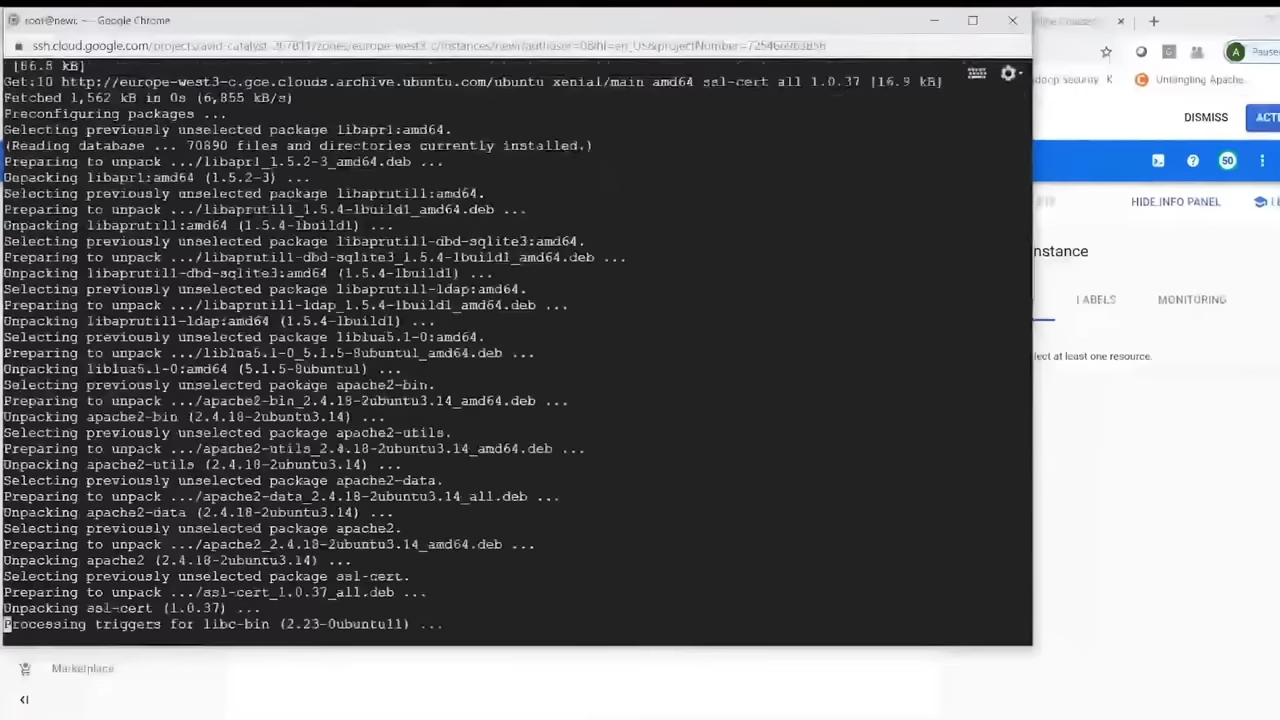 root@newr: — Google Chrome
ssh.cloud.google.com/projects/avid-catalyst-
[66.8 kB]
Get:10 http://europe-west3-c.gce.clouds.archive.ubuntu.com/ubuntu xenial/main amd64 ssl-cert all 1.0.37 [16.9 kB]
Fetched 1,562 kB in 0s (6,855 kB/s)
Preconfiguring packages ...
Selecting previously unselected package libapr1:amd64.
(Reading database ... 70890 files and directories currently installed.)
Preparing to unpack .../libapr1_1.5.2-3_amd64.deb ...
Unpacking libapr1:amd64 (1.5.2-3) ...
Selecting previously unselected package libaprutil1:amd64.
Preparing to unpack .../libaprutil1_1.5.4-1build1_amd64.deb ...
Unpacking libaprutil1:amd64 (1.5.4-1build1) ...
Selecting previously unselected package libaprutil1-dbd-sqlite3:amd64.
Preparing to unpack .../libaprutil1-dbd-sqlite3_1.5.4-1build1_amd64.deb ...
Unpacking libaprutil1-dbd-sqlite3:amd64 (1.5.4-1build1) ...
Selecting previously unselected package libaprutil1-ldap:amd64.
Preparing to unpack .../libaprutil1-ldap_1.5.4-1build1_amd64.deb ...
Unpacking libaprutil1-ldap:amd64 (1.5.4-1build1) ...
Selecting previously unselected package liblua5.1-0:amd64.
Preparing to unpack .../liblua5.1-0_5.1.5-8ubuntu1_amd64.deb ...
Unpacking liblua5.1-0:amd64 (5.1.5-8ubuntu1) ...
Selecting previously unselected package apache2-bin.
Preparing to unpack .../apache2-bin_2.4.18-2ubuntu3.14_amd64.deb ...
Unpacking apache2-bin (2.4.18-2ubuntu3.14) ...
Selecting previously unselected package apache2-utils.
Preparing to unpack .../apache2-utils_2.4.18-2ubuntu3.14_amd64.deb ...
Unpacking apache2-utils (2.4.18-2ubuntu3.14) ...
Selecting previously unselected package apache2-data.
Preparing to unpack .../apache2-data_2.4.18-2ubuntu3.14_all.deb ...
Unpacking apache2-data (2.4.18-2ubuntu3.14) ...
Selecting previously unselected package apache2.
Preparing to unpack .../apache2_2.4.18-2ubuntu3.14_amd64.deb ...
Unpacking apache2 (2.4.18-2ubuntu3.14) ...
Selecting previously unselected package ssl-cert.
Preparing to unpack .../ssl-cert_1.0.37_all.deb ...
Unpacking ssl-cert (1.0.37) ...
Processing triggers for libc-bin (2.23-0ubuntu11) ...
A Paused
doop Security K
Untangling Apache
DISMISS
ACTI
50
HIDE INFO PANEL
LE
nstance
LABELS
MONITORING
lect at least one resource.
Marketplace